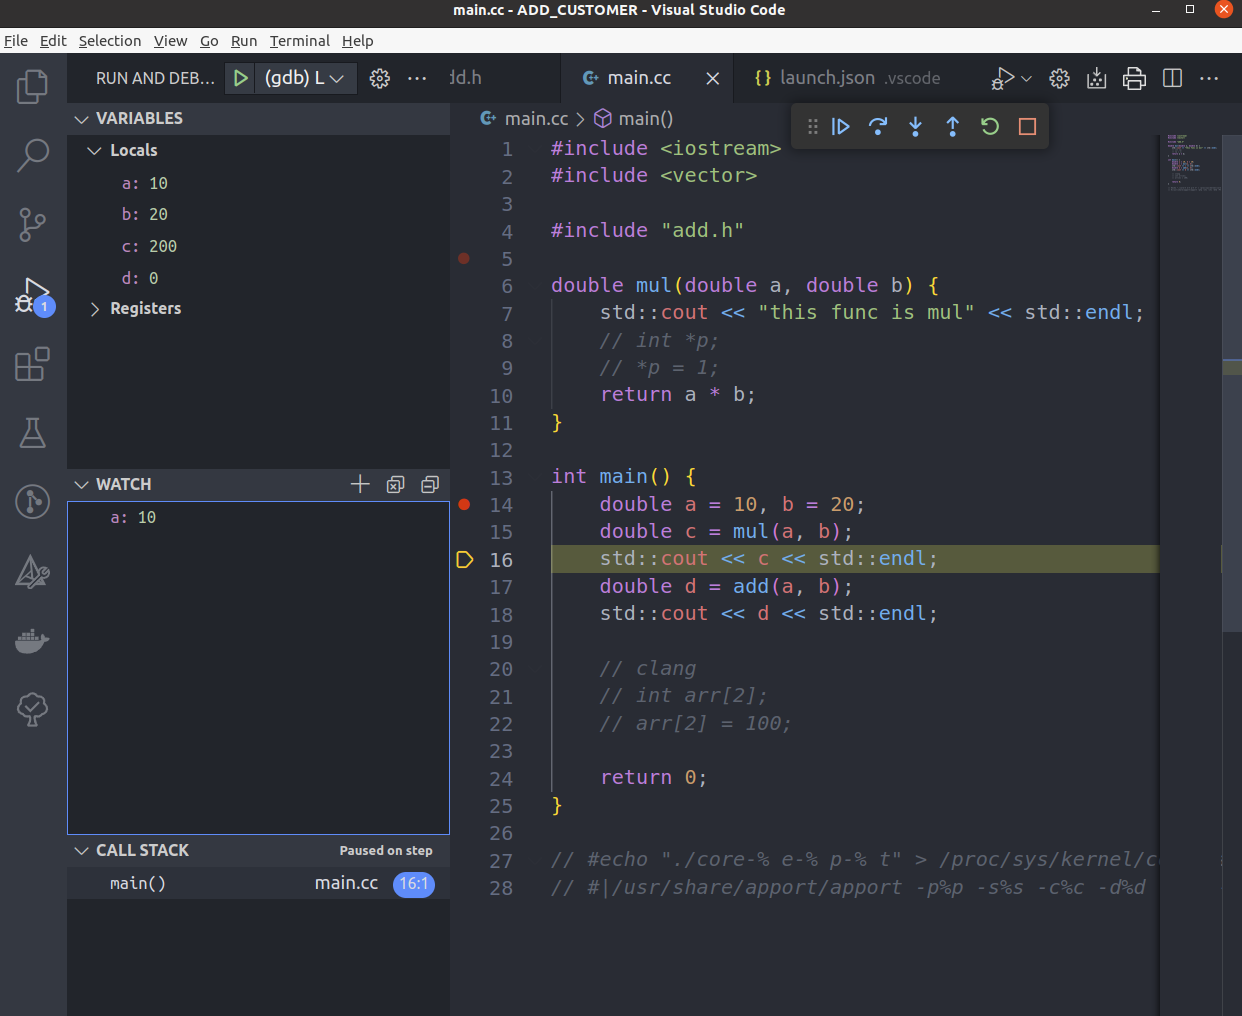 main.cc - ADD_CUSTOMER - Visual Studio Code
File Edit Selection View Go Run Terminal Help
RUN AND DEB... (gdb) L dd.h main.cc {} launch.json .vscode
VARIABLES
Locals
a: 10
b: 20
c: 200
d: 0
Registers
1
WATCH
a: 10
CALL STACK Paused on step
main() main.cc 16:1
main.cc > main()
1 #include <iostream>
2 #include <vector>
3
4 #include "add.h"
5
6 double mul(double a, double b) {
7 std::cout << "this func is mul" << std::endl;
8 // int *p;
9 // *p = 1;
10 return a * b;
11 }
12
13 int main() {
14 double a = 10, b = 20;
15 double c = mul(a, b);
16 std::cout << c << std::endl;
17 double d = add(a, b);
18 std::cout << d << std::endl;
19
20 // clang
21 // int arr[2];
22 // arr[2] = 100;
23
24 return 0;
25 }
26
27 // #echo "./core-% e-% p-% t" > /proc/sys/kernel/c
28 // #|/usr/share/apport/apport -p%p -s%s -c%c -d%d